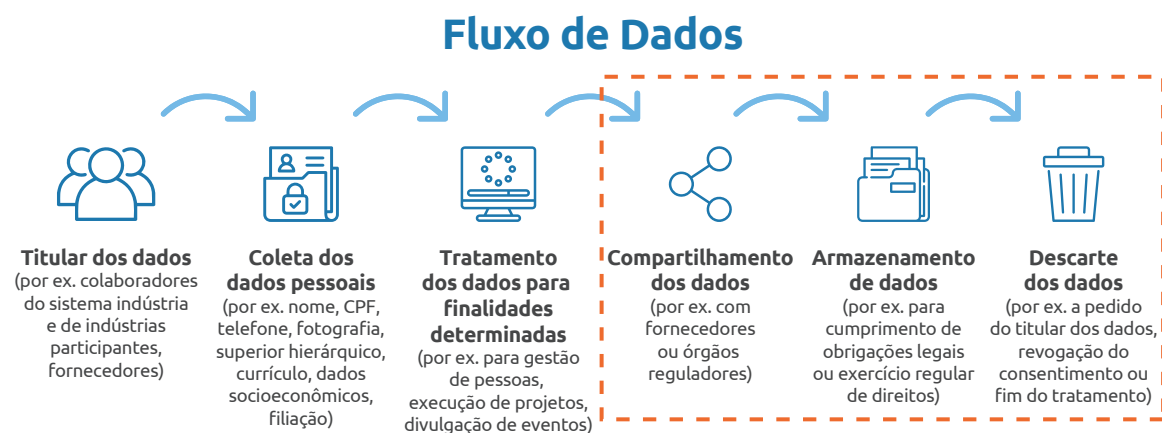 Fluxo de Dados
Titular dos dados
(por ex. colaboradores
do sistema indústria
e de indústrias
participantes,
fornecedores)
Coleta dos
dados pessoais
(por ex. nome, CPF,
telefone, fotografia,
superior hierárquico,
currículo, dados
socioeconômicos,
filiação)
Tratamento
dos dados para
finalidades
determinadas
(por ex. para gestão
de pessoas,
execução de projetos,
divulgação de eventos)
Compartilhamento
dos dados
(por ex. com
fornecedores
ou órgãos
reguladores)
Armazenamento
de dados
(por ex. para
cumprimento de
obrigações legais
ou exercício regular
de direitos)
Descarte
dos dados
(por ex. a pedido
do titular dos dados,
revogação do
consentimento ou
fim do tratamento)